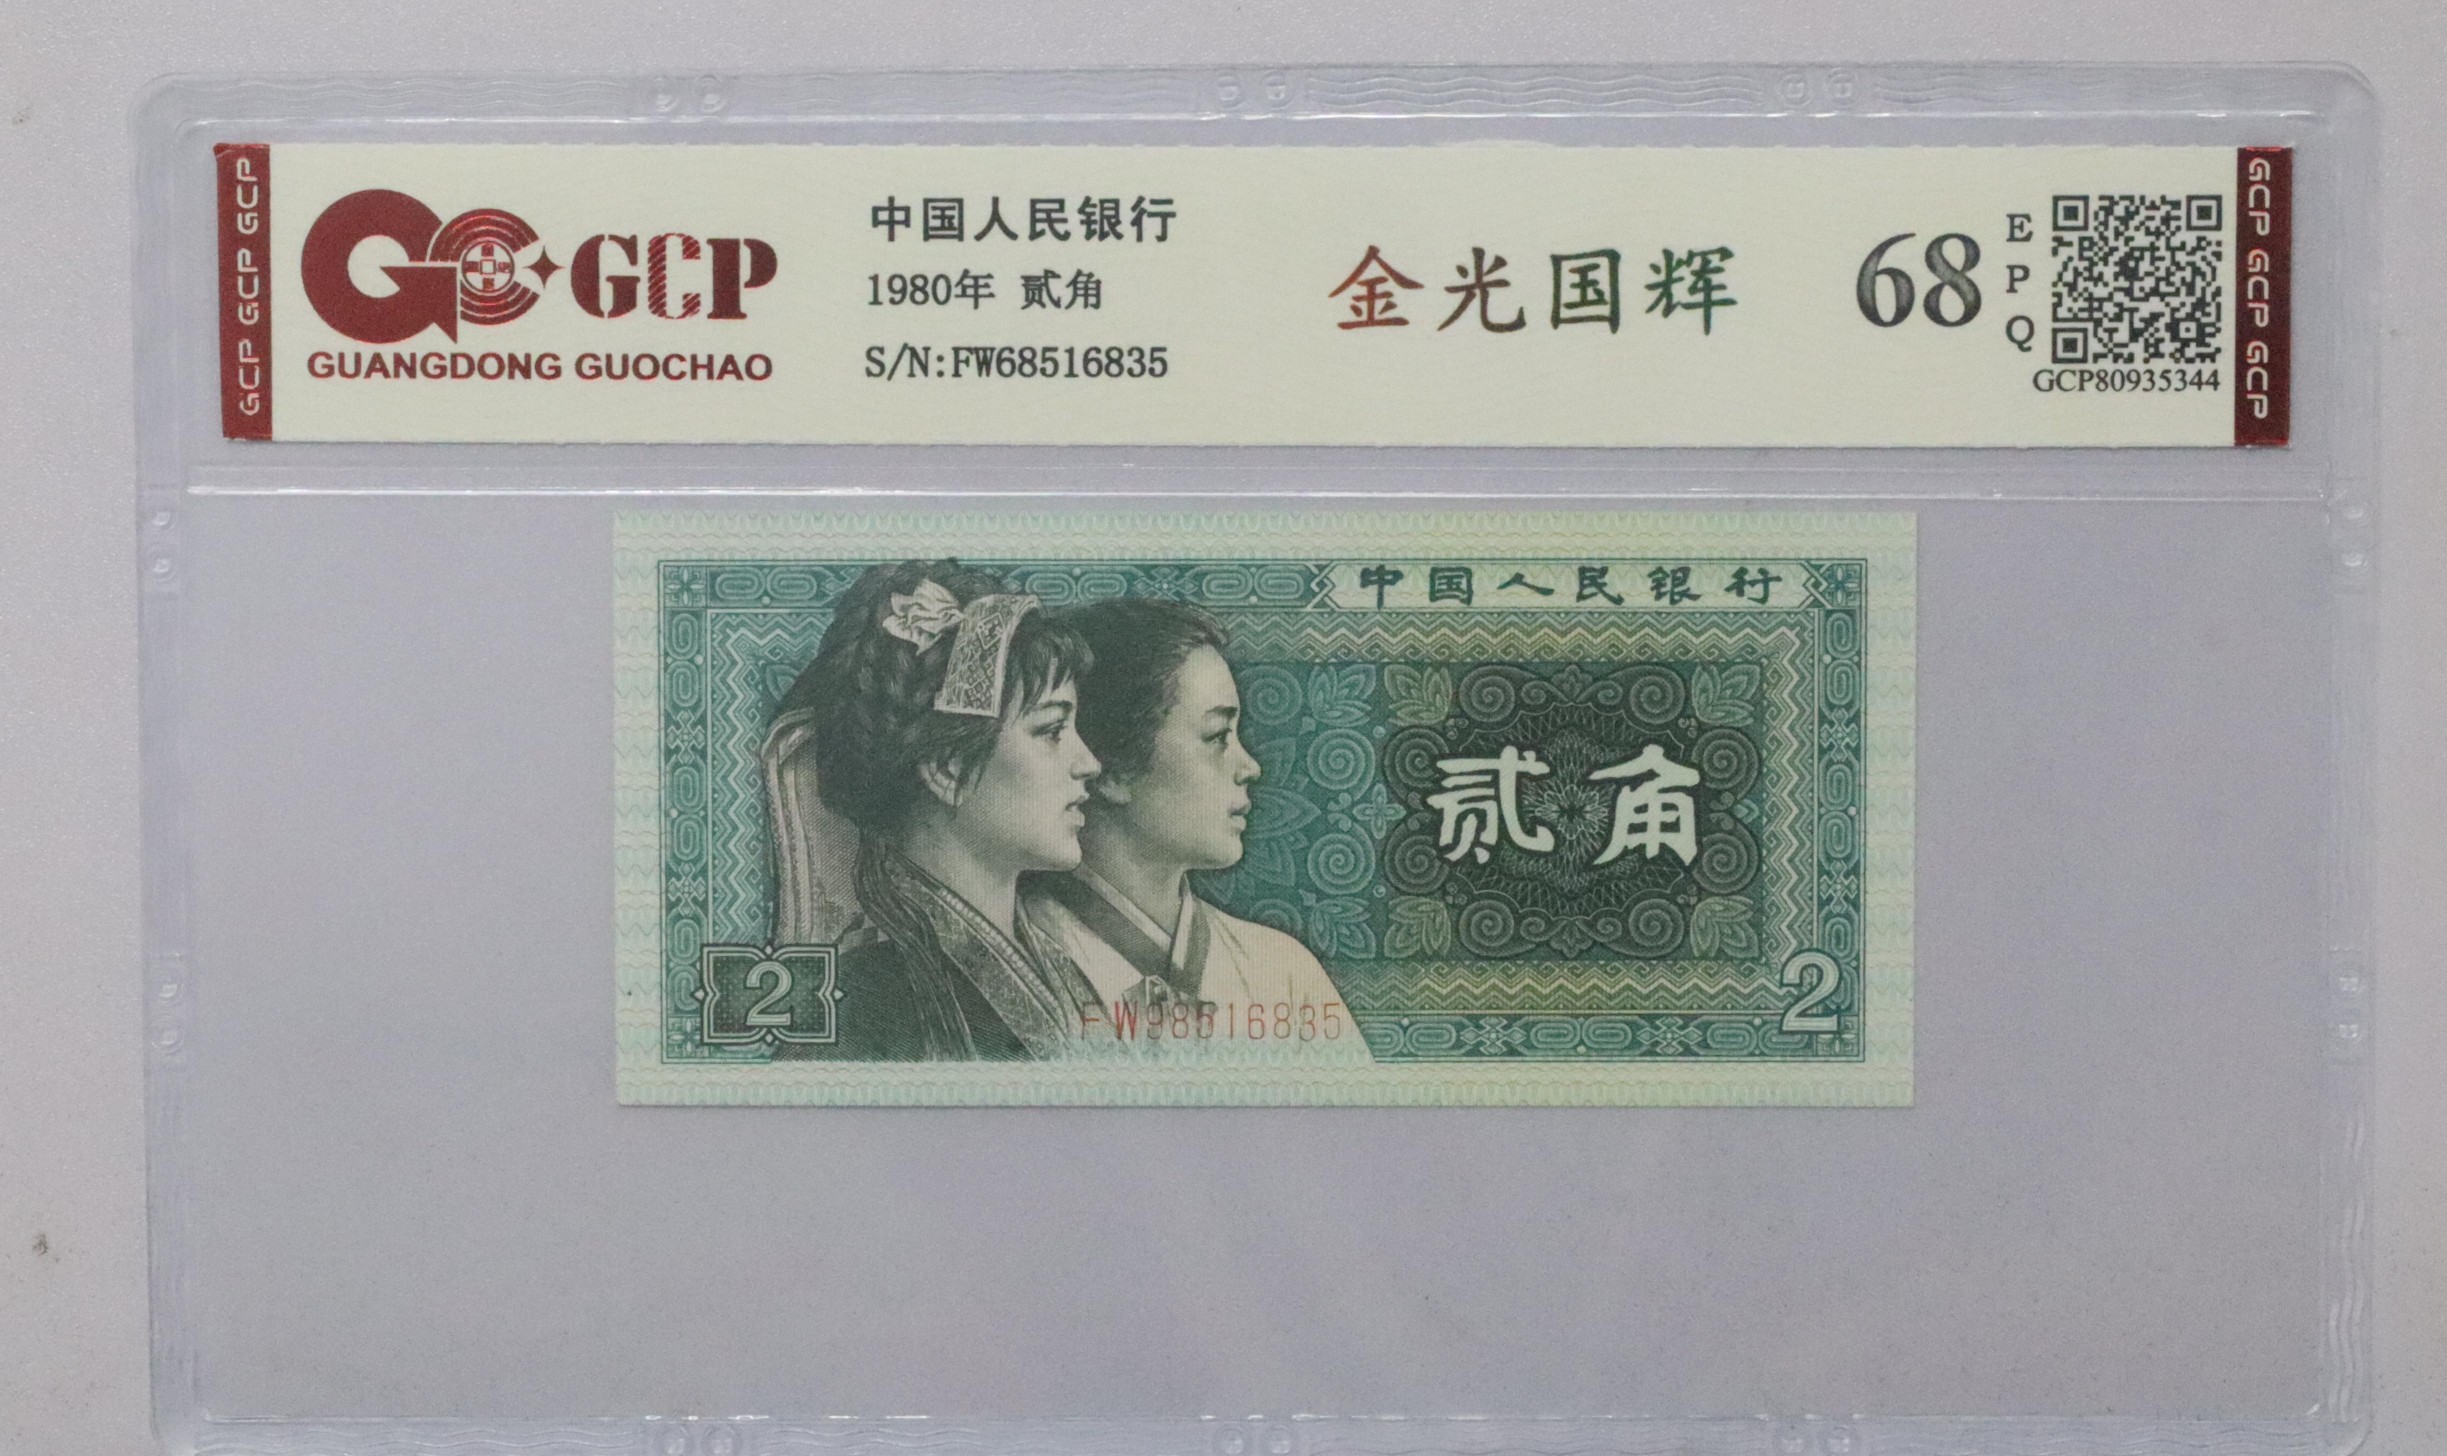 GCP GCP GCP
GCP
GUANGDONG GUOCHAO
中国人民银行
1980年 贰角
S/N:FW68516835
金光国辉
68
EPQ
GCP80935344
GCP GCP GCP
中国人民银行
贰角
2
FW98516835
2